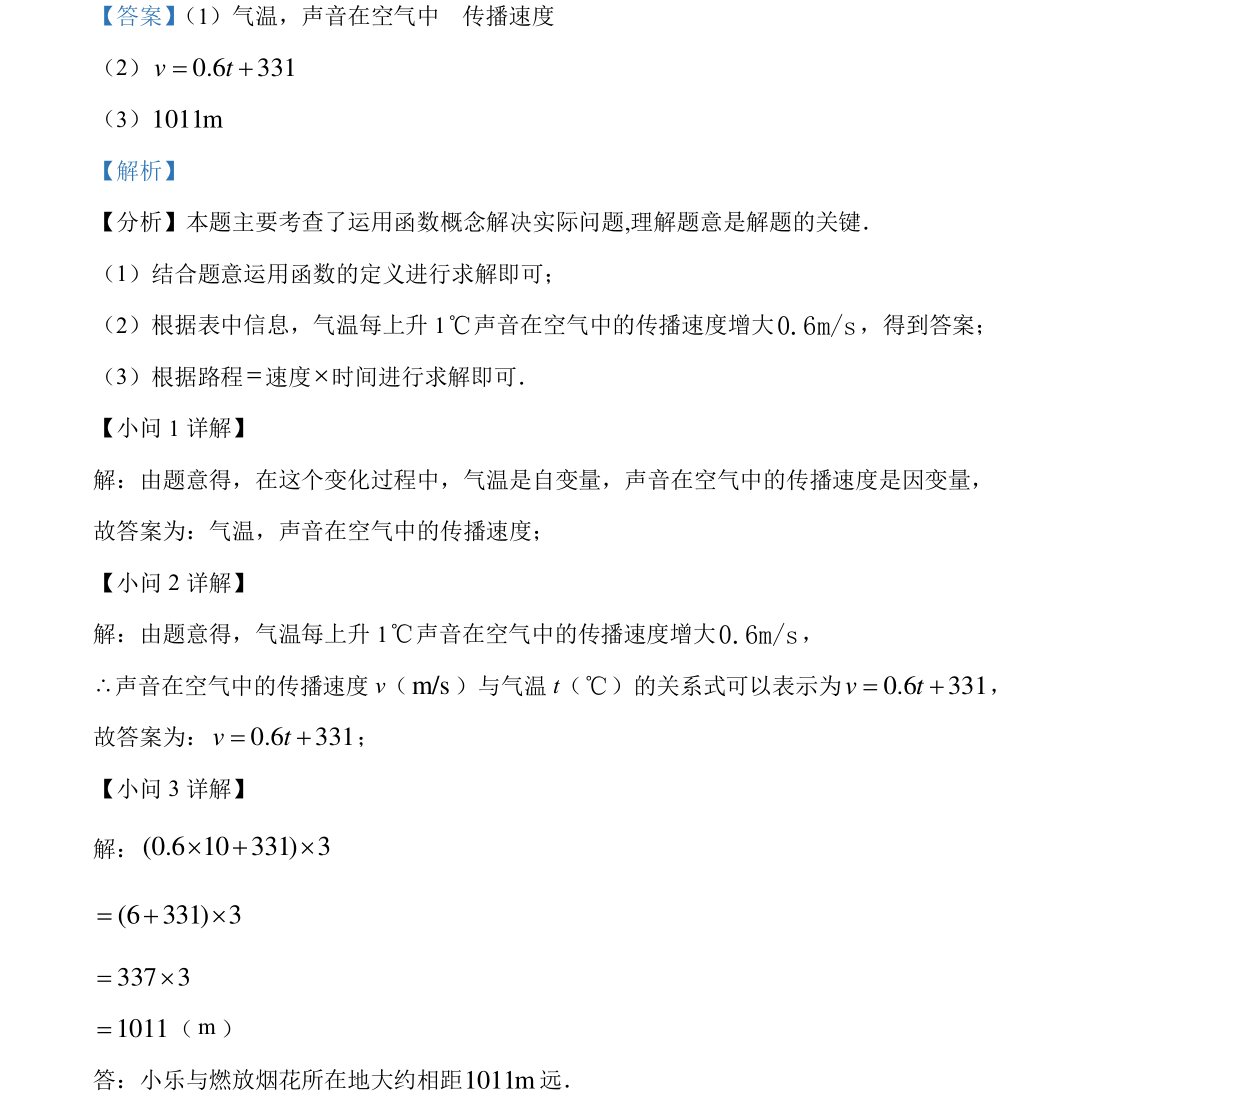 【答案】（1）气温，声音在空气中　传播速度
（2）v=0.6t+331
（3）1011m
【解析】
【分析】本题主要考查了运用函数概念解决实际问题,理解题意是解题的关键．
（1）结合题意运用函数的定义进行求解即可；
（2）根据表中信息，气温每上升 1℃声音在空气中的传播速度增大0.6m/s，得到答案；
（3）根据路程=速度×时间进行求解即可．
【小问 1 详解】
解：由题意得，在这个变化过程中，气温是自变量，声音在空气中的传播速度是因变量，
故答案为：气温，声音在空气中的传播速度；
【小问 2 详解】
解：由题意得，气温每上升 1℃声音在空气中的传播速度增大0.6m/s，
∴声音在空气中的传播速度 v（m/s）与气温 t（℃）的关系式可以表示为v=0.6t+331，
故答案为：v=0.6t+331；
【小问 3 详解】
解：(0.6×10+331)×3
=(6+331)×3
=337×3
=1011（m）
答：小乐与燃放烟花所在地大约相距1011m远．